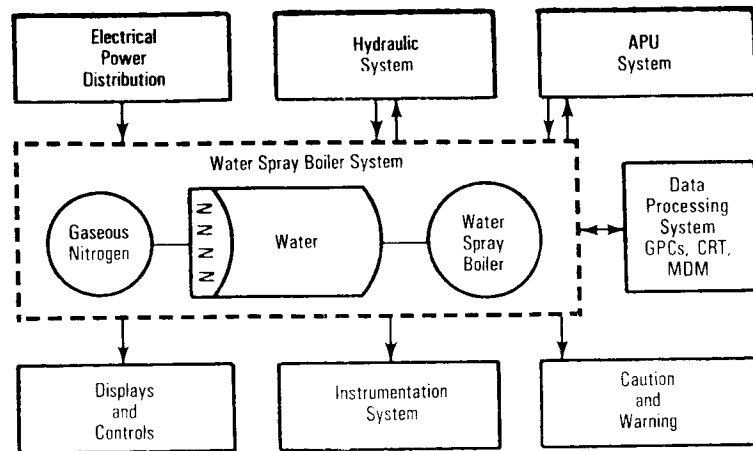 Electrical
Power
Distribution
Hydraulic
System
APU
System
Water Spray Boiler System
Gaseous
Nitrogen
N
N
N
N
N
Water
Water
Spray
Boiler
Data
Processing
System
GPCs, CRT,
MDM
Displays
and
Controls
Instrumentation
System
Caution
and
Warning